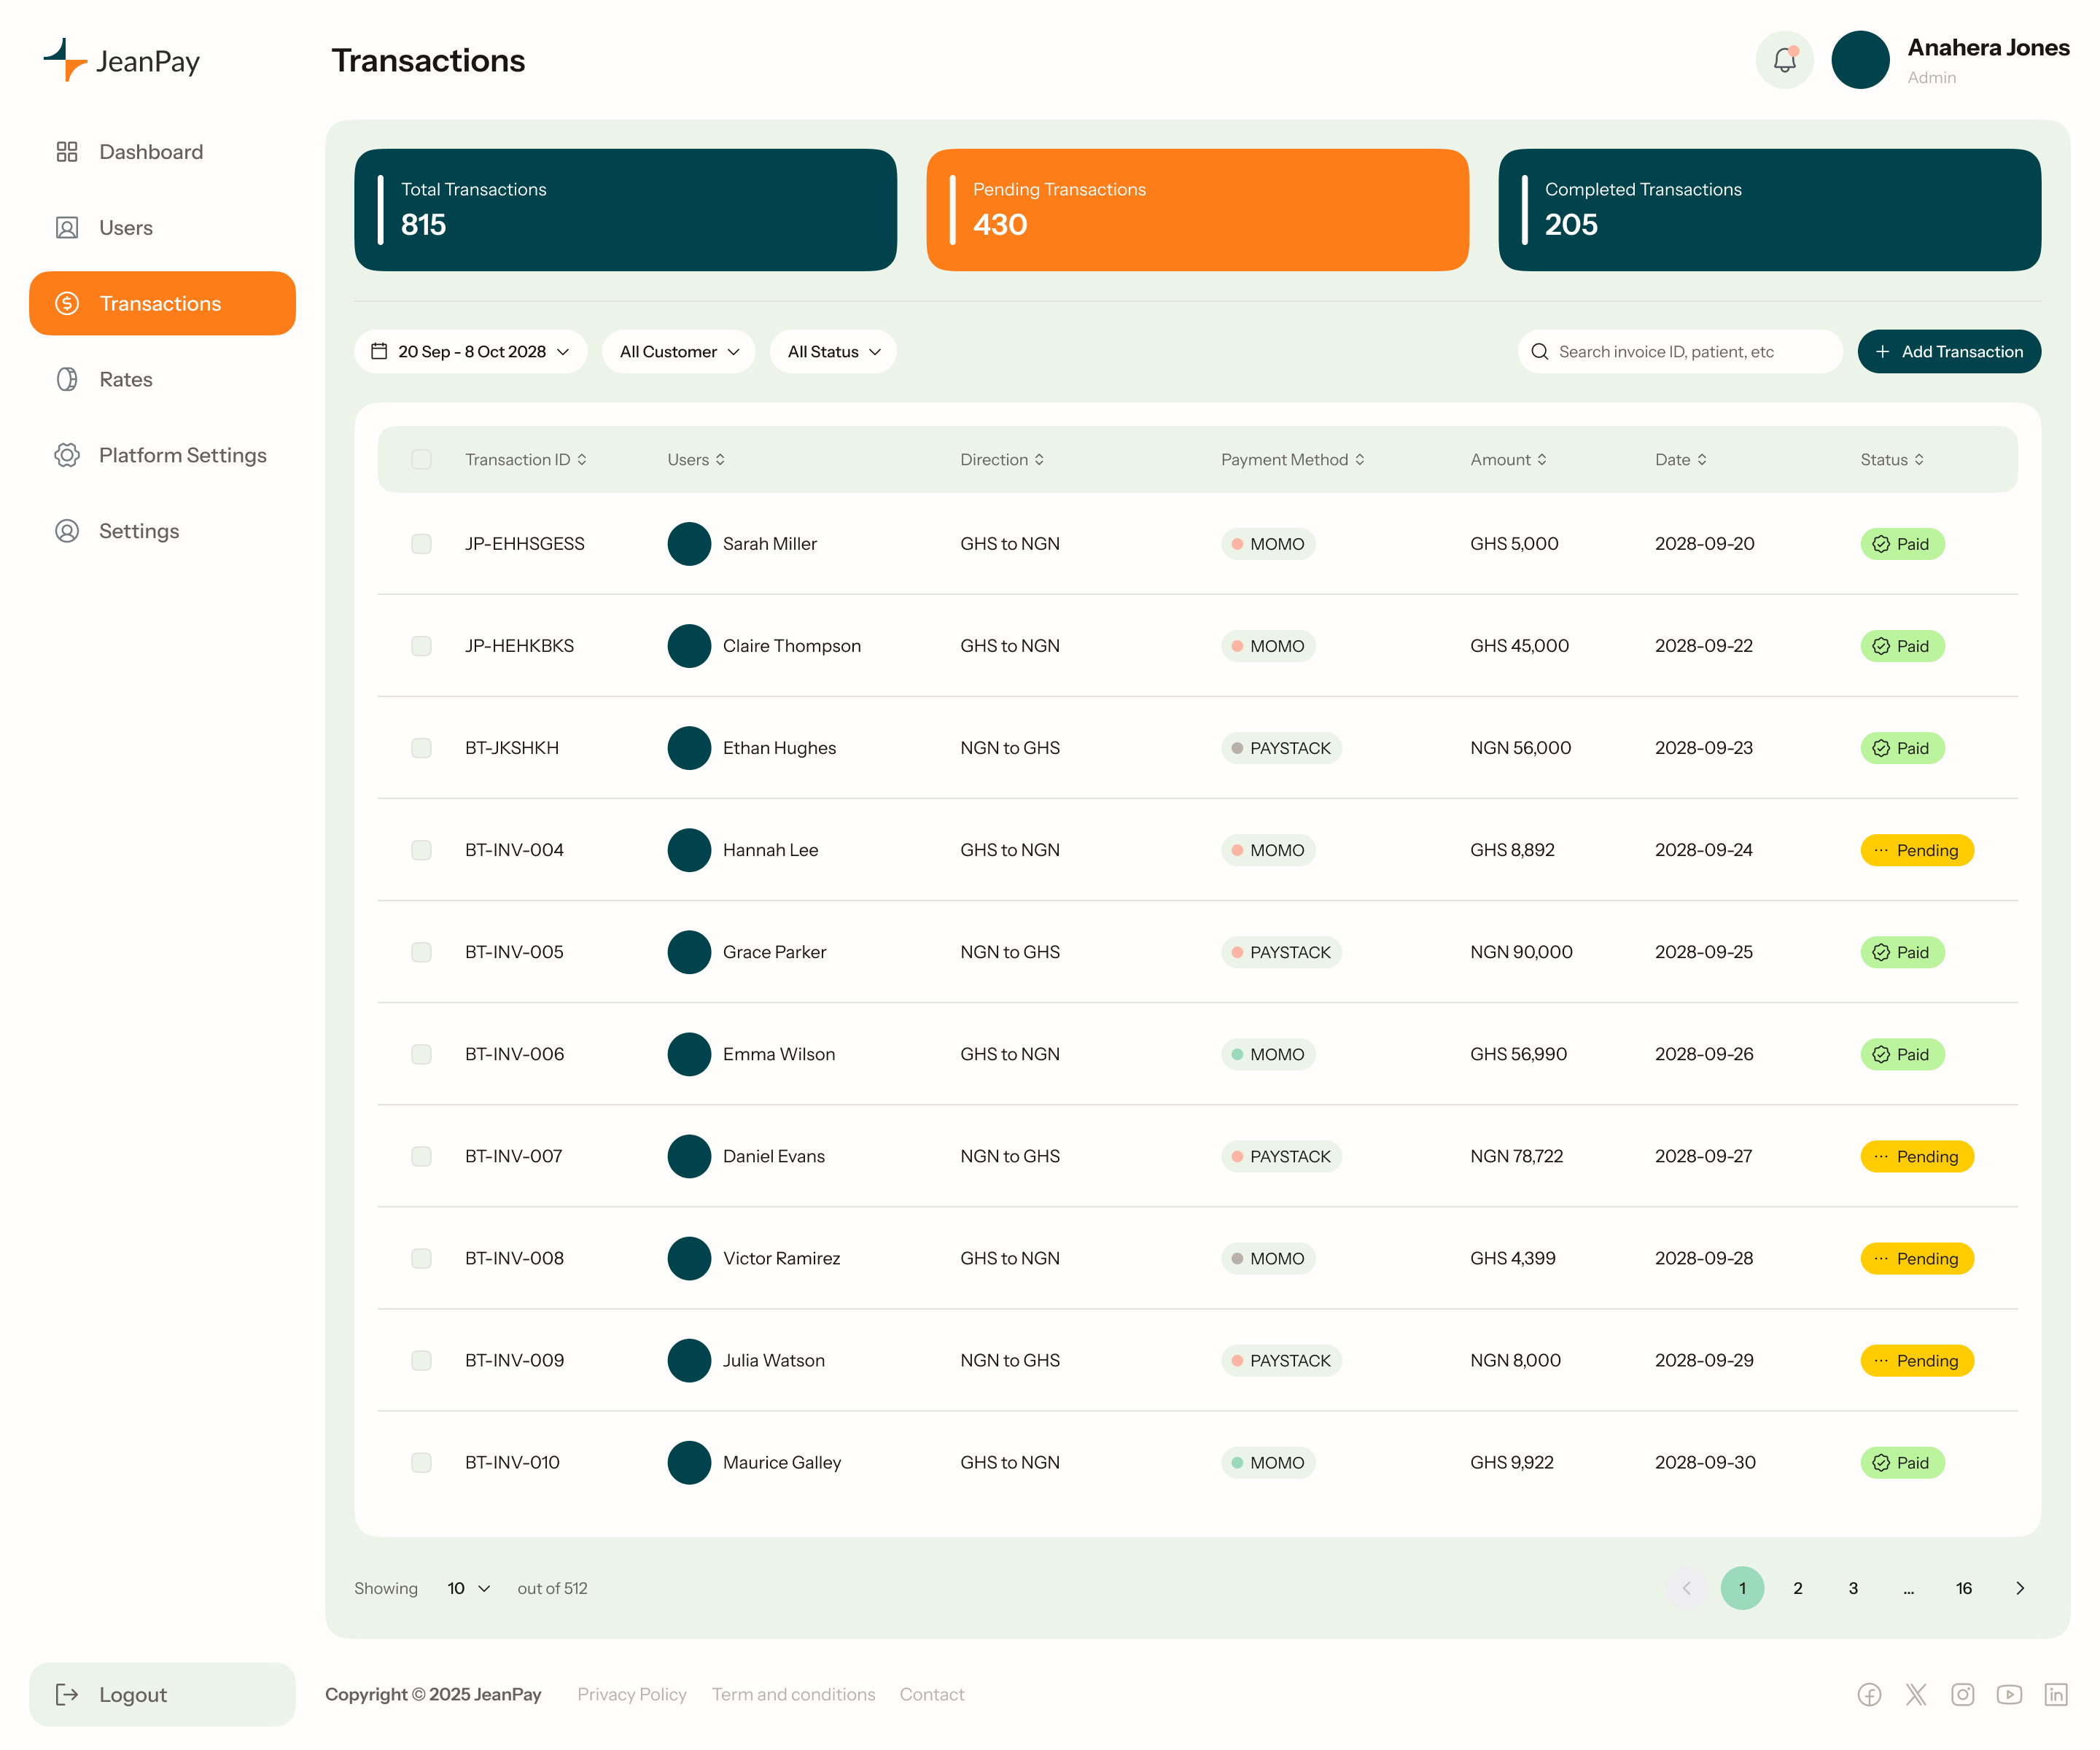 JeanPay
Transactions
Anahera Jones
Admin
Dashboard
Users
Transactions
Rates
Platform Settings
Settings
Total Transactions
815
Pending Transactions
430
Completed Transactions
205
20 Sep - 8 Oct 2028
All Customer
All Status
Search invoice ID, patient, etc
+ Add Transaction
Transaction ID Users Direction Payment Method Amount Date Status
JP-EHHSGESS Sarah Miller GHS to NGN MOMO GHS 5,000 2028-09-20 Paid
JP-HEHKBKS Claire Thompson GHS to NGN MOMO GHS 45,000 2028-09-22 Paid
BT-JKSHKH Ethan Hughes NGN to GHS PAYSTACK NGN 56,000 2028-09-23 Paid
BT-INV-004 Hannah Lee GHS to NGN MOMO GHS 8,892 2028-09-24 ... Pending
BT-INV-005 Grace Parker NGN to GHS PAYSTACK NGN 90,000 2028-09-25 Paid
BT-INV-006 Emma Wilson GHS to NGN MOMO GHS 56,990 2028-09-26 Paid
BT-INV-007 Daniel Evans NGN to GHS PAYSTACK NGN 78,722 2028-09-27 ... Pending
BT-INV-008 Victor Ramirez GHS to NGN MOMO GHS 4,399 2028-09-28 ... Pending
BT-INV-009 Julia Watson NGN to GHS PAYSTACK NGN 8,000 2028-09-29 ... Pending
BT-INV-010 Maurice Galley GHS to NGN MOMO GHS 9,922 2028-09-30 Paid
Showing 10 out of 512
1 2 3 ... 16
Logout
Copyright © 2025 JeanPay Privacy Policy Term and conditions Contact